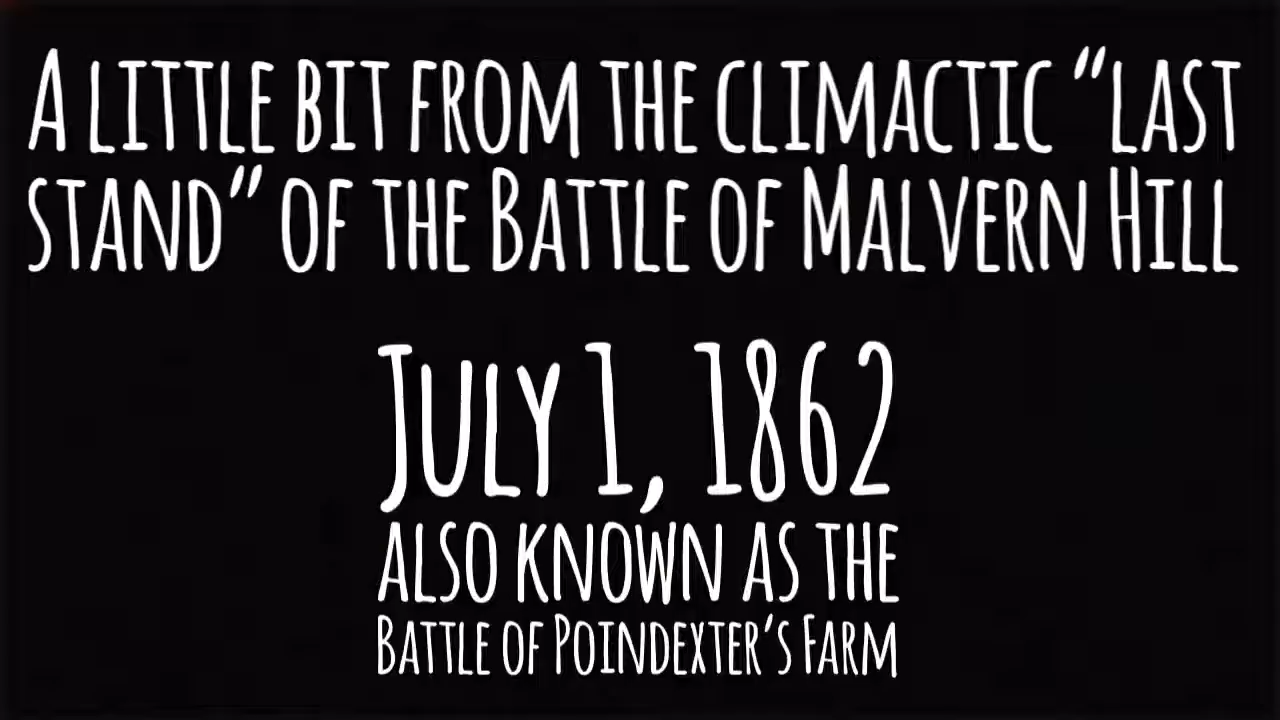 A little bit from the climactic “last
stand” of the Battle of Malvern Hill
July 1, 1862
also known as the
Battle of Poindexter’s Farm